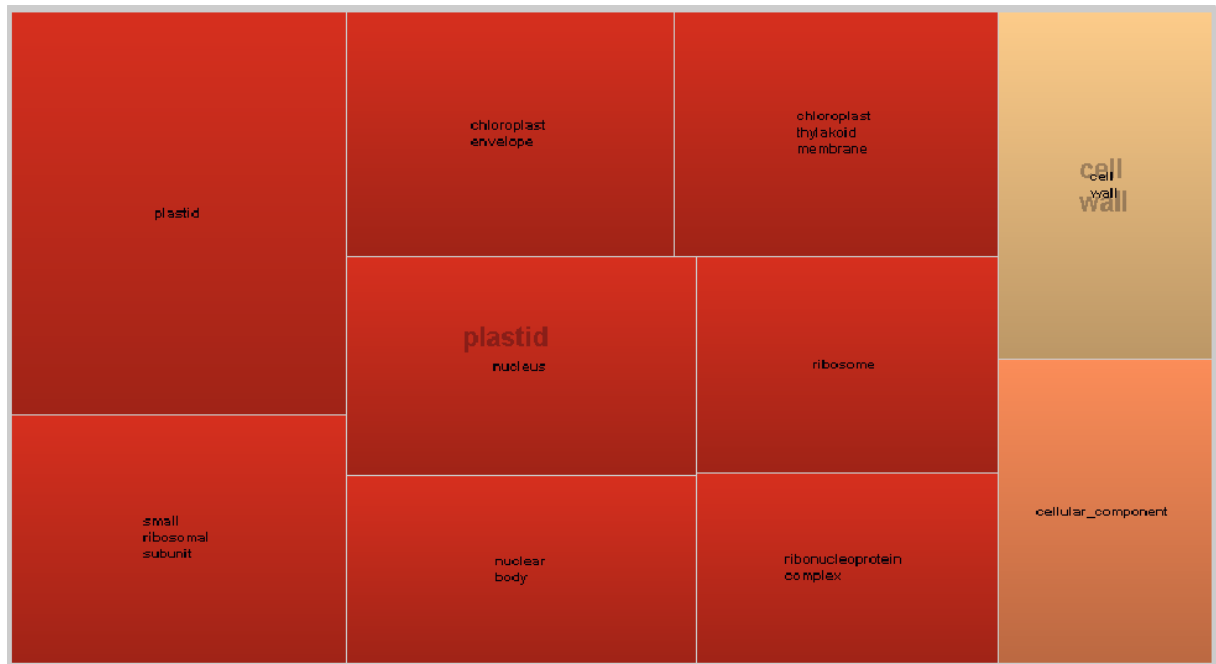 plastid
small
ribosomal
subunit
chloroplast
envelope
chloroplast
thylakoid
membrane
plastid
nucleus
ribosome
nuclear
body
ribonucleoprotein
complex
cell
wall
cell
wall
cellular_component